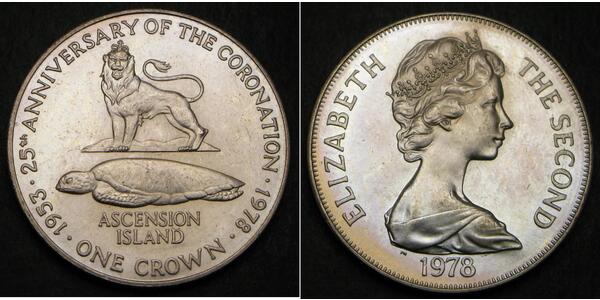 1953 · 25TH ANNIVERSARY OF THE CORONATION · 1978 ·
ASCENSION
ISLAND
ONE CROWN ·
ELIZABETH THE SECOND
1978